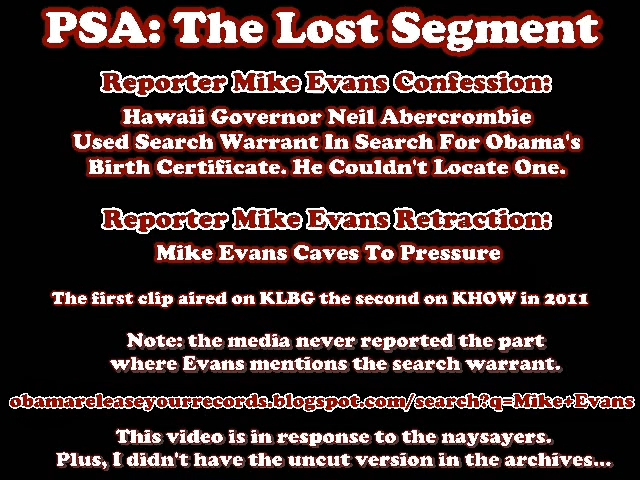 PSA: The Lost Segment
Reporter Mike Evans Confession:
Hawaii Governor Neil Abercrombie
Used Search Warrant In Search For Obama's
Birth Certificate. He Couldn't Locate One.
Reporter Mike Evans Retraction:
Mike Evans Caves To Pressure
The first clip aired on KLBG the second on KHOW in 2011
Note: the media never reported the part
where Evans mentions the search warrant.
obamareleaseyourrecords.blogspot.com/search?q=Mike+Evans
This video is in response to the naysayers.
Plus, I didn't have the uncut version in the archives...